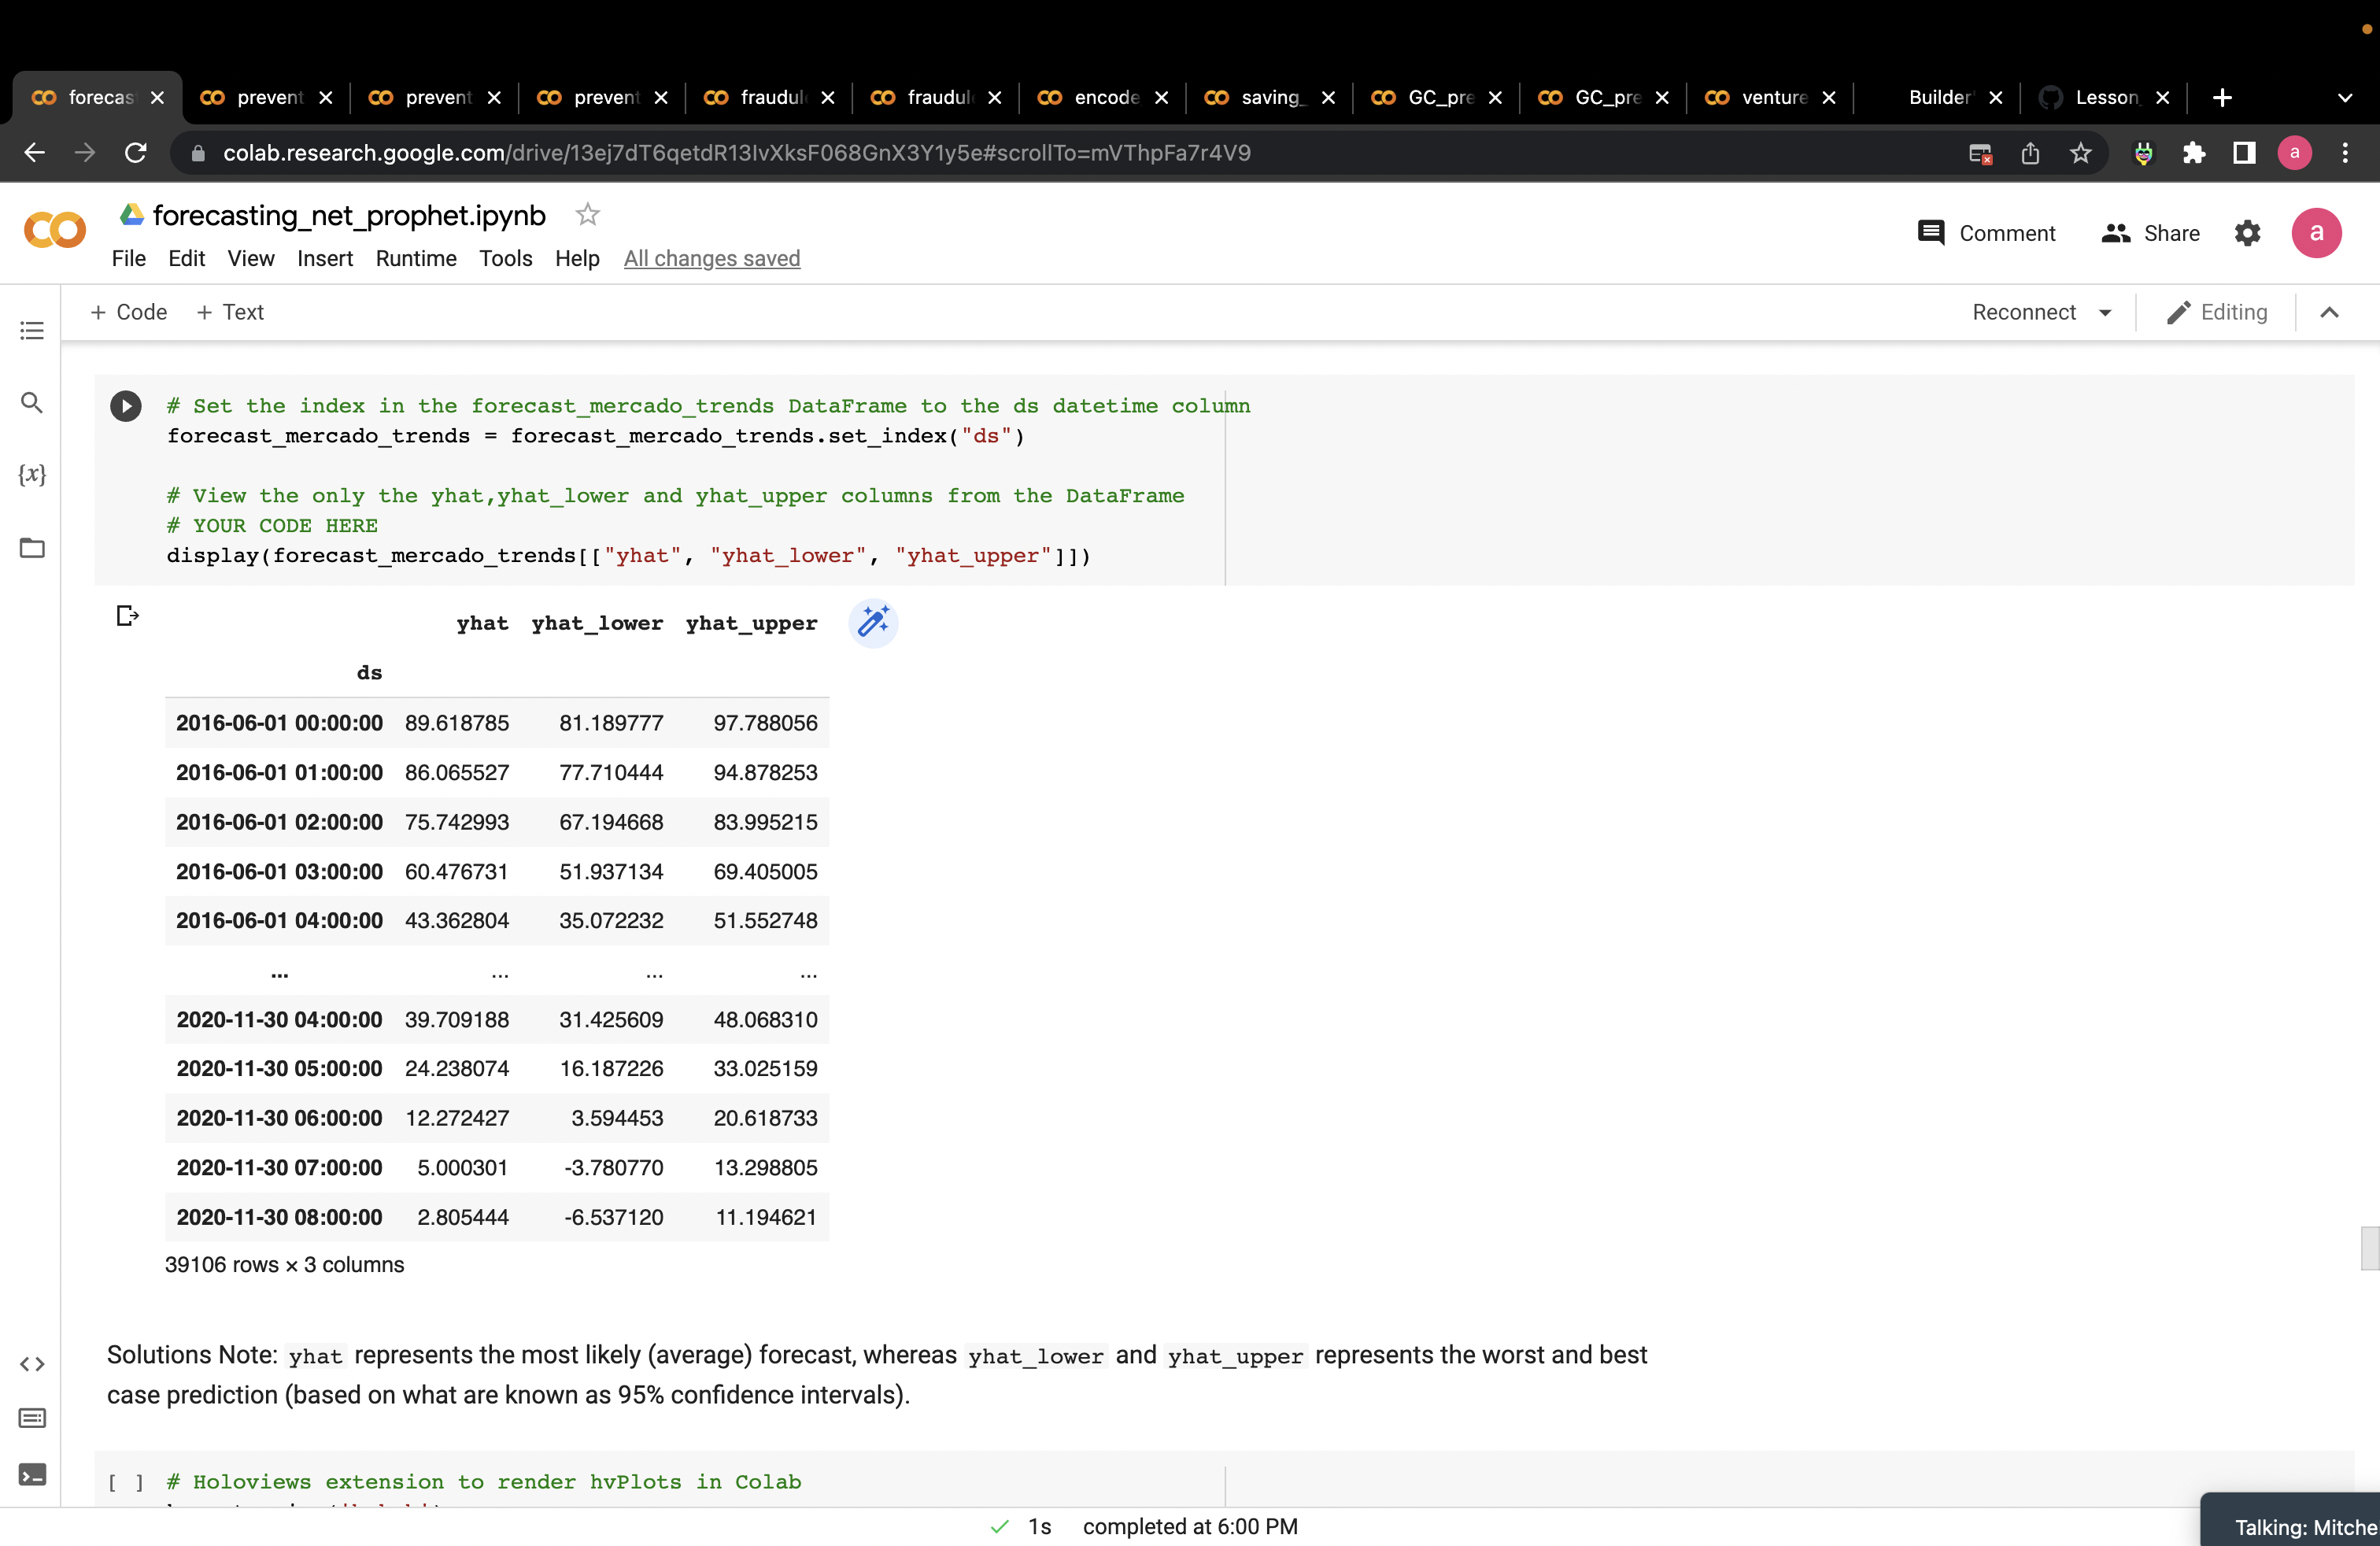 forecas
prevent
prevent
prevent
fraudul
fraudul
encode
saving_
GC_pre
GC_pre
venture
Builder'
Lesson_
colab.research.google.com/drive/13ej7dT6qetdR13IvXksF068GnX3Y1y5e#scrollTo=mVThpFa7r4V9
a
forecasting_net_prophet.ipynb
File Edit View Insert Runtime Tools Help All changes saved
Comment Share a
+ Code + Text
Reconnect Editing
# Set the index in the forecast_mercado_trends DataFrame to the ds datetime column
forecast_mercado_trends = forecast_mercado_trends.set_index("ds")
# View the only the yhat,yhat_lower and yhat_upper columns from the DataFrame
# YOUR CODE HERE
display(forecast_mercado_trends[["yhat", "yhat_lower", "yhat_upper"]])
yhat yhat_lower yhat_upper
ds
2016-06-01 00:00:00 89.618785 81.189777 97.788056
2016-06-01 01:00:00 86.065527 77.710444 94.878253
2016-06-01 02:00:00 75.742993 67.194668 83.995215
2016-06-01 03:00:00 60.476731 51.937134 69.405005
2016-06-01 04:00:00 43.362804 35.072232 51.552748
... ... ... ...
2020-11-30 04:00:00 39.709188 31.425609 48.068310
2020-11-30 05:00:00 24.238074 16.187226 33.025159
2020-11-30 06:00:00 12.272427 3.594453 20.618733
2020-11-30 07:00:00 5.000301 -3.780770 13.298805
2020-11-30 08:00:00 2.805444 -6.537120 11.194621
39106 rows × 3 columns
Solutions Note: yhat represents the most likely (average) forecast, whereas yhat_lower and yhat_upper represents the worst and best
case prediction (based on what are known as 95% confidence intervals).
[ ] # Holoviews extension to render hvPlots in Colab
1s completed at 6:00 PM
Talking: Mitche